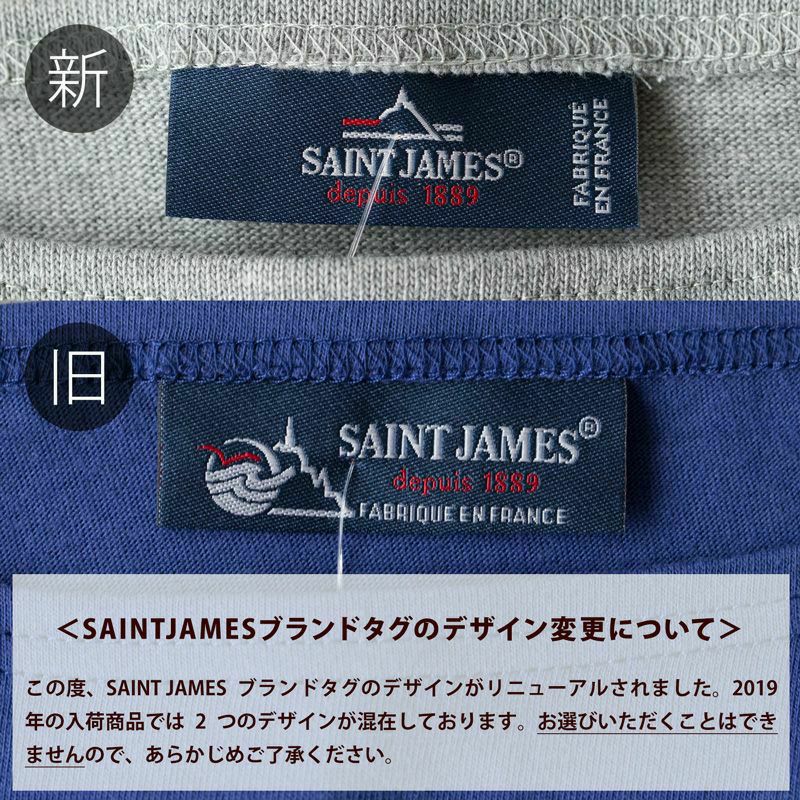 新
SAINT JAMES®
depuis 1889
FABRIQUÉ
EN FRANCE
旧
SAINT JAMES®
depuis 1889
FABRIQUE EN FRANCE
＜SAINTJAMESブランドタグのデザイン変更について＞
この度、SAINT JAMES ブランドタグのデザインがリニューアルされました。2019
年の入荷商品では 2 つのデザインが混在しております。お選びいただくことはでき
ませんので、あらかじめご了承ください。